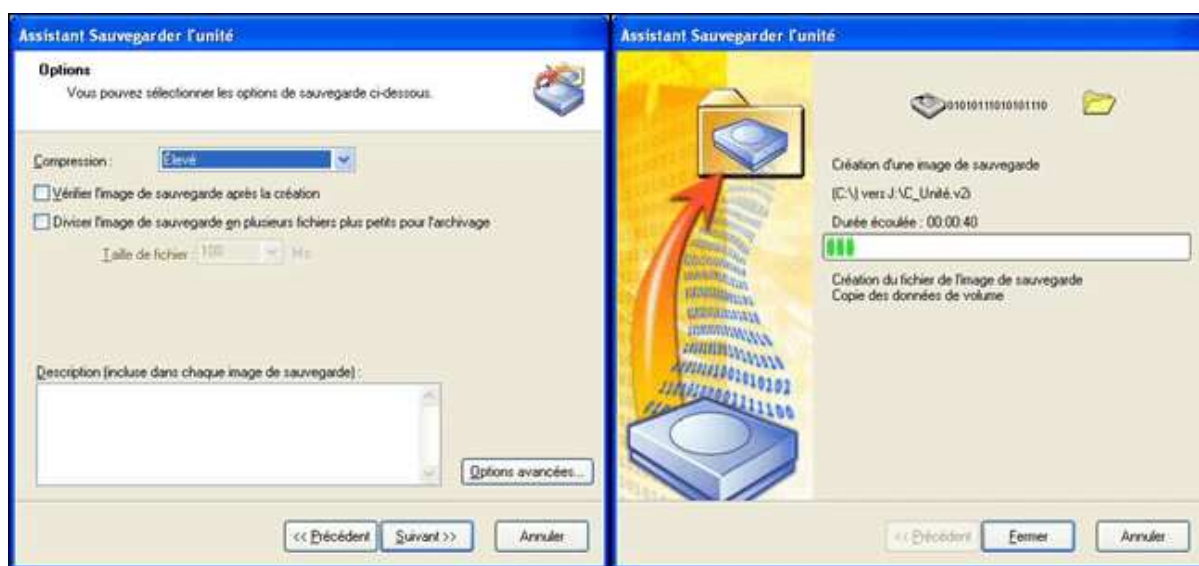 Assistant Sauvegarder l'unité
Options
Vous pouvez sélectionner les options de sauvegarde ci-dessous.
Compression :
Élevé
Vérifier l'image de sauvegarde après la création
Diviser l'image de sauvegarde en plusieurs fichiers plus petits pour l'archivage
Taille de fichier : 100 Mo
Description (incluse dans chaque image de sauvegarde) :
Options avancées...
<< Précédent
Suivant >>
Annuler
Assistant Sauvegarder l'unité
01010111010101110
Création d'une image de sauvegarde
(C:\) vers J:\C_Unité.v2i
Durée écoulée : 00:00:40
Création du fichier de l'image de sauvegarde
Copie des données de volume
<< Précédent
Fermer
Annuler